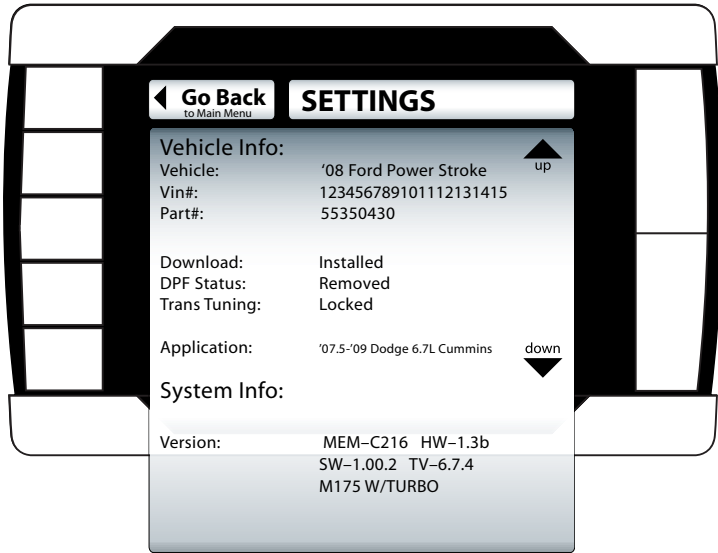 Go Back
to Main Menu
SETTINGS
Vehicle Info:
up
Vehicle: ‘08 Ford Power Stroke
Vin#: 123456789101112131415
Part#: 55350430
Download: Installed
DPF Status: Removed
Trans Tuning: Locked
Application: ’07.5-’09 Dodge 6.7L Cummins
down
System Info:
Version: MEM–C216 HW–1.3b
SW–1.00.2 TV–6.7.4
M175 W/TURBO